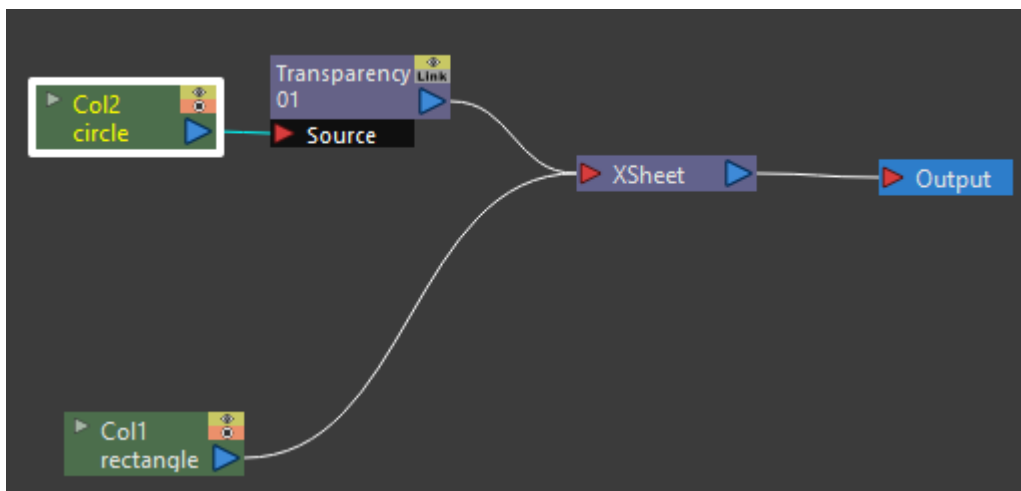 Col2
circle
Transparency
01
Link
Source
XSheet
Output
Col1
rectangle